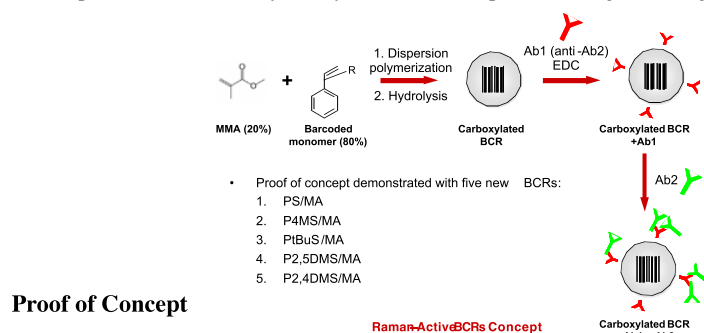 Ab1 (anti-Ab2)
EDC
1. Dispersion
polymerization
2. Hydrolysis
+
R
MMA (20%)
Barcoded
monomer (80%)
Carboxylated
BCR
Carboxylated BCR
+Ab1
Ab2
• Proof of concept demonstrated with five new BCRs:
1. PS/MA
2. P4MS/MA
3. PtBuS/MA
4. P2,5DMS/MA
5. P2,4DMS/MA
Proof of Concept
Raman-Active BCRs Concept
Carboxylated BCR